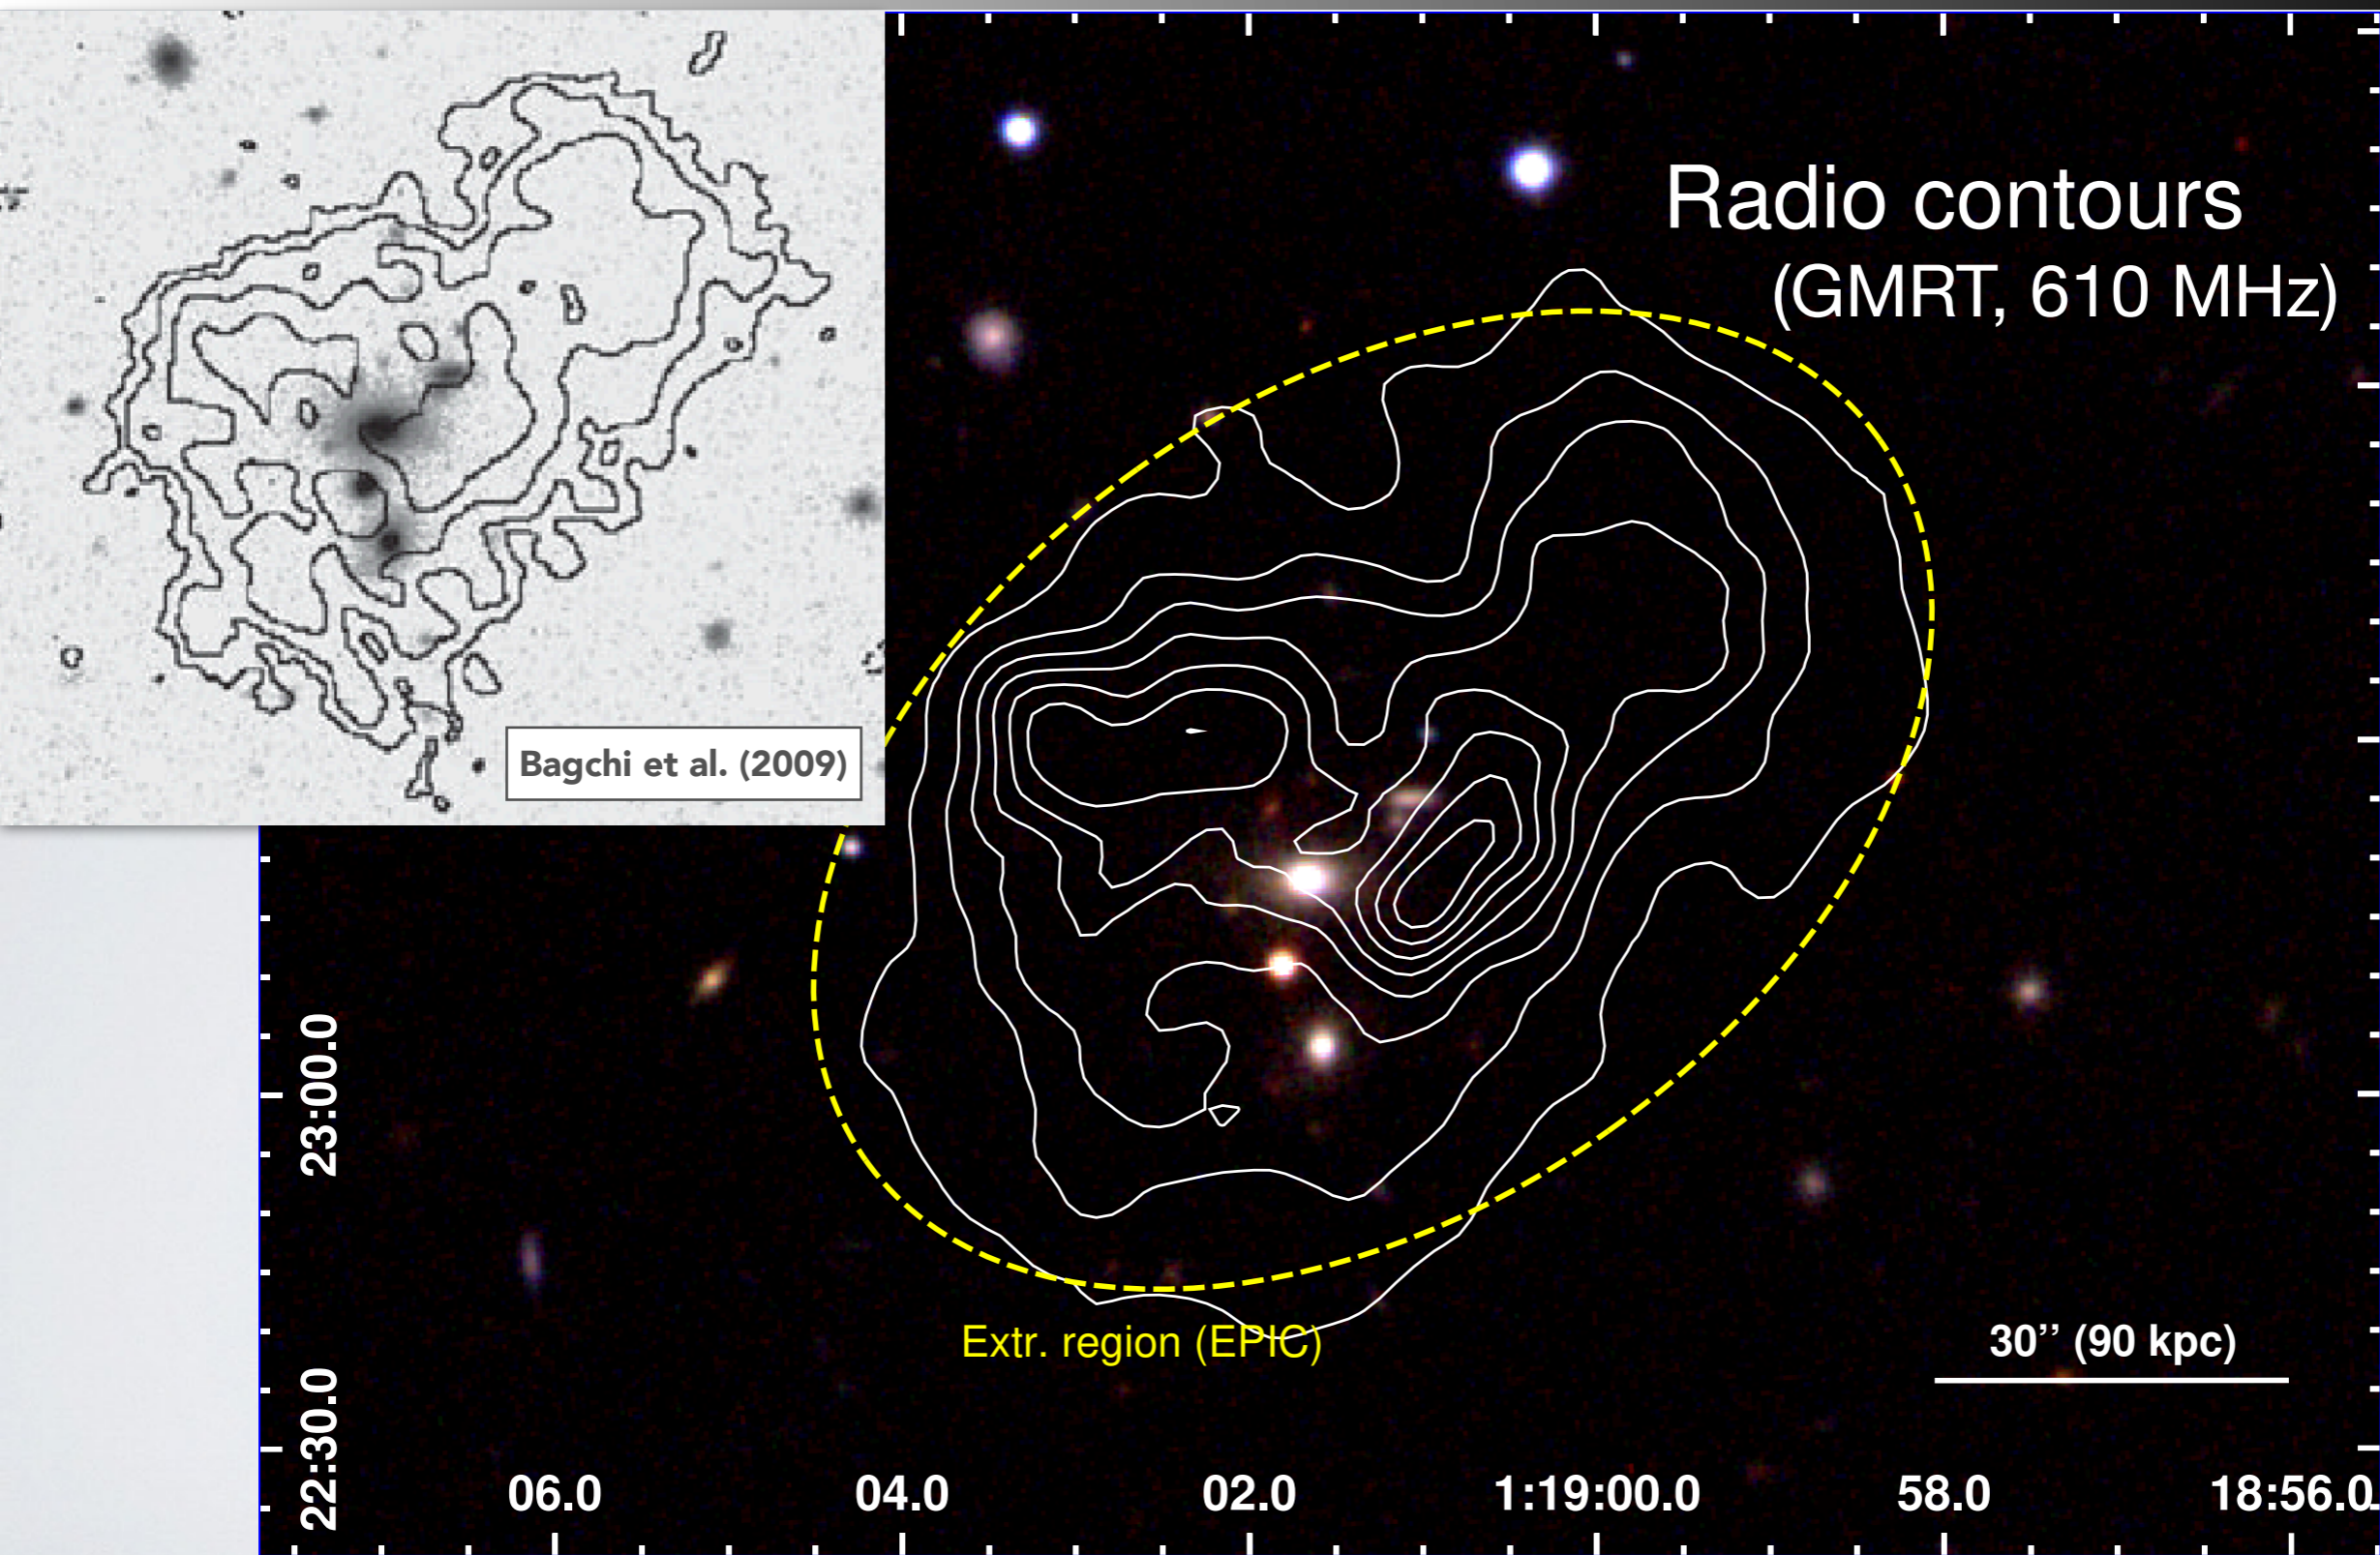 Radio contours
(GMRT, 610 MHz)
Bagchi et al. (2009)
23:00.0
Extr. region (EPIC)
30’’ (90 kpc)
22:30.0
06.0 04.0 02.0 1:19:00.0 58.0 18:56.0